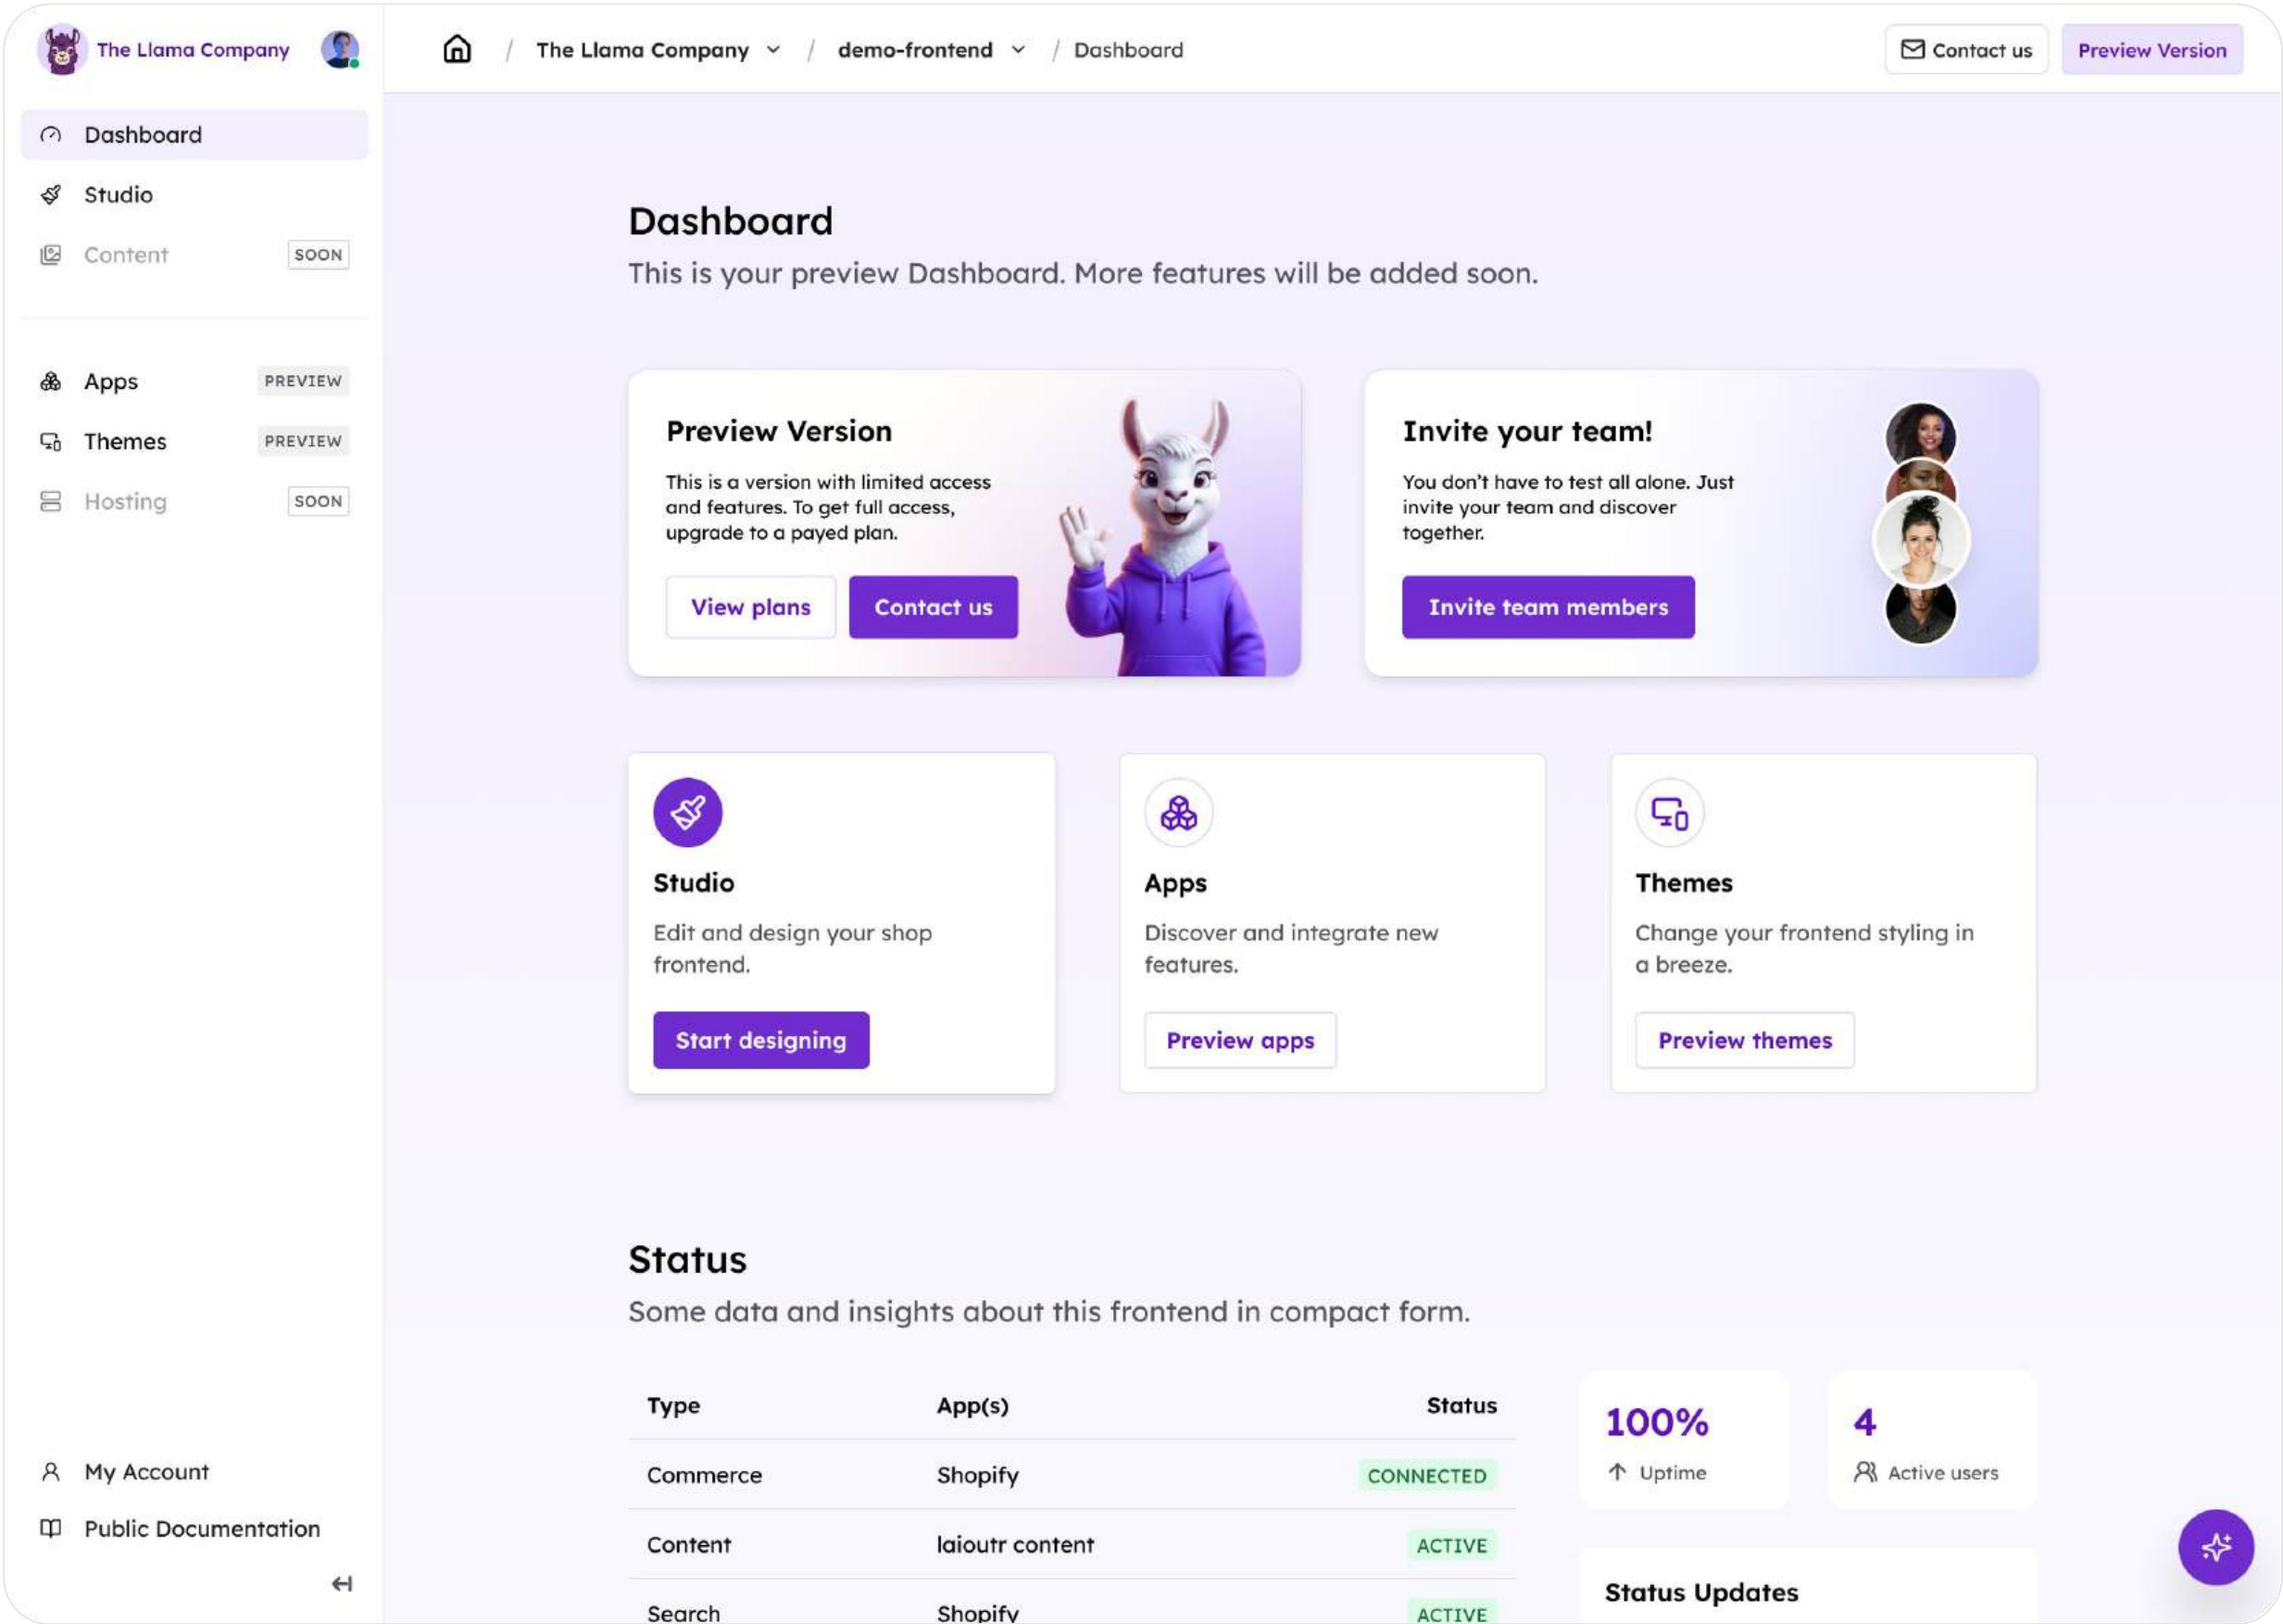 The Llama Company
Dashboard
Studio
Content SOON
Apps PREVIEW
Themes PREVIEW
Hosting SOON
My Account
Public Documentation
/ The Llama Company / demo-frontend / Dashboard
Contact us
Preview Version
Dashboard
This is your preview Dashboard. More features will be added soon.
Preview Version
This is a version with limited access
and features. To get full access,
upgrade to a payed plan.
View plans
Contact us
Invite your team!
You don’t have to test all alone. Just
invite your team and discover
together.
Invite team members
Studio
Edit and design your shop
frontend.
Start designing
Apps
Discover and integrate new
features.
Preview apps
Themes
Change your frontend styling in
a breeze.
Preview themes
Status
Some data and insights about this frontend in compact form.
Type App(s) Status
Commerce Shopify CONNECTED
Content laioutr content ACTIVE
Search Shopify ACTIVE
100%
Uptime
4
Active users
Status Updates